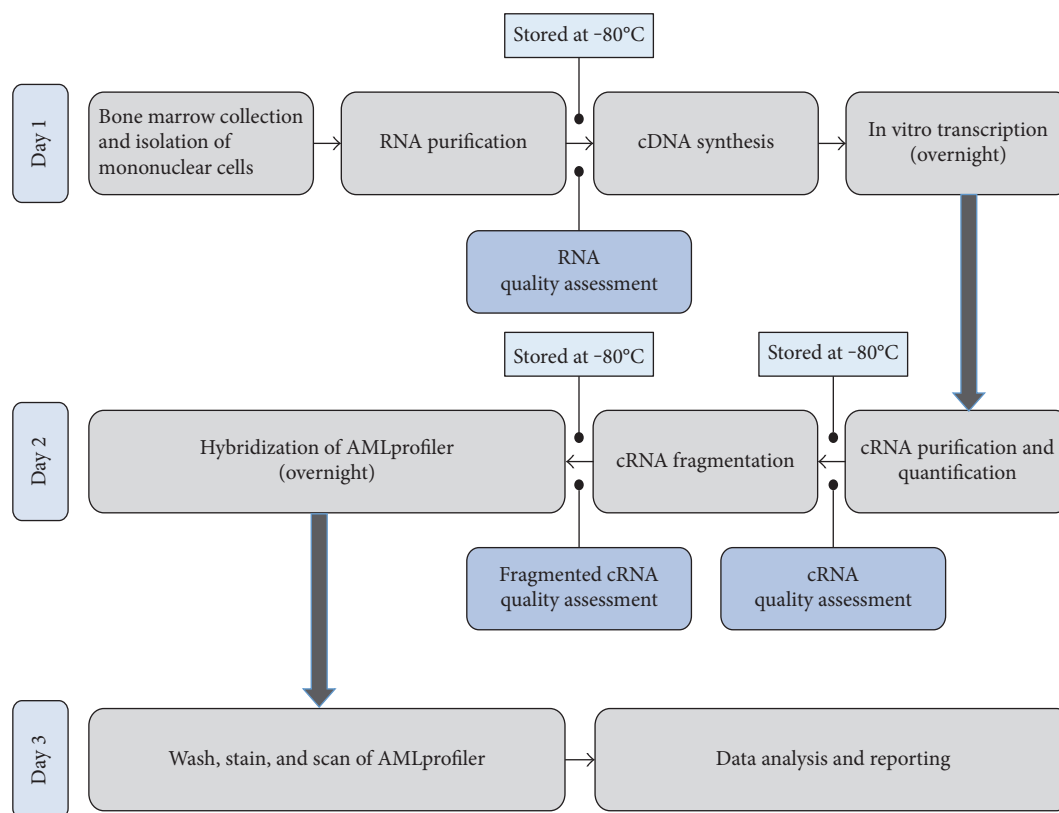 Stored at -80°C
Day 1
Bone marrow collection
and isolation of
mononuclear cells
RNA purification
cDNA synthesis
In vitro transcription
(overnight)
RNA
quality assessment
Stored at -80°C
Stored at -80°C
Day 2
Hybridization of AMLprofiler
(overnight)
cRNA fragmentation
cRNA purification and
quantification
Fragmented cRNA
quality assessment
cRNA
quality assessment
Day 3
Wash, stain, and scan of AMLprofiler
Data analysis and reporting